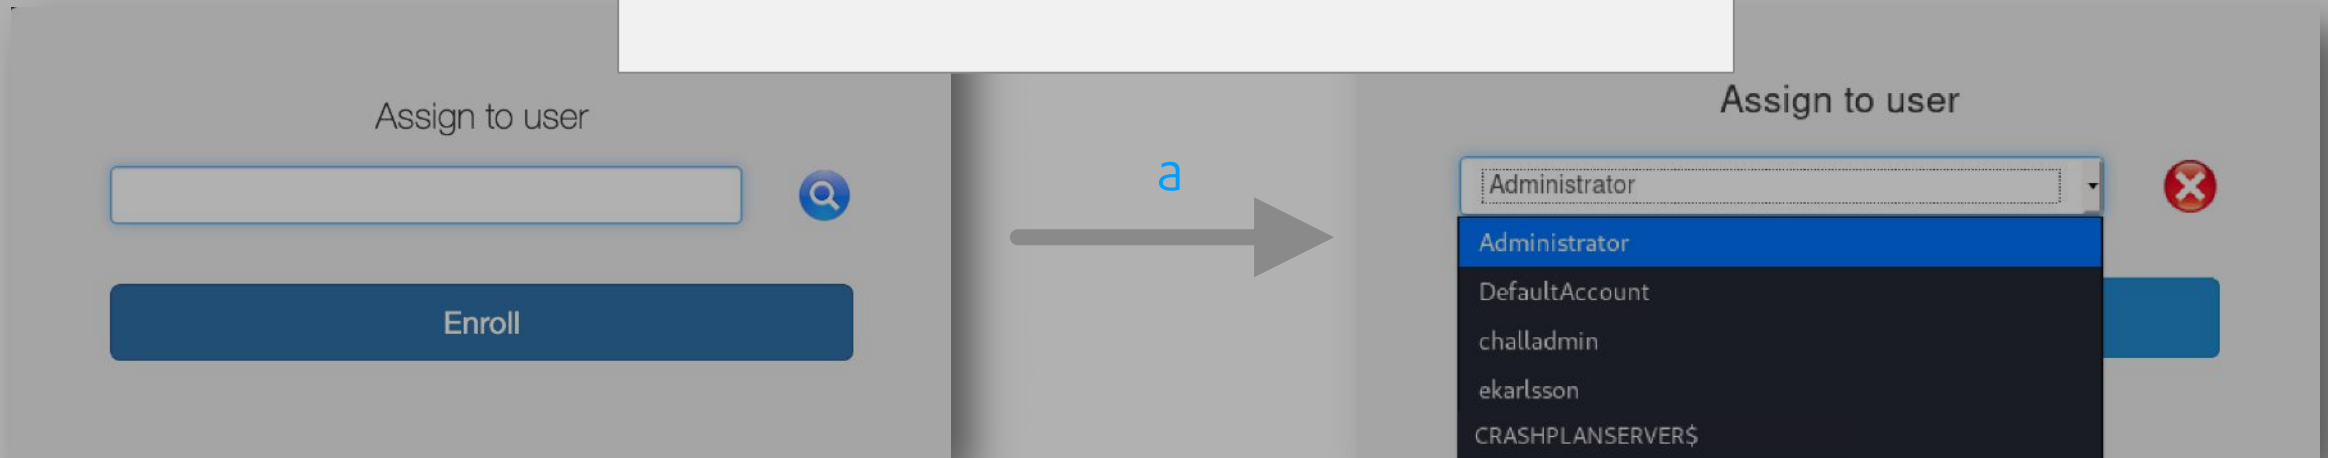 Assign to user
Enroll
a
Assign to user
Administrator
Administrator
DefaultAccount
challadmin
ekarlsson
CRASHPLANSERVER$